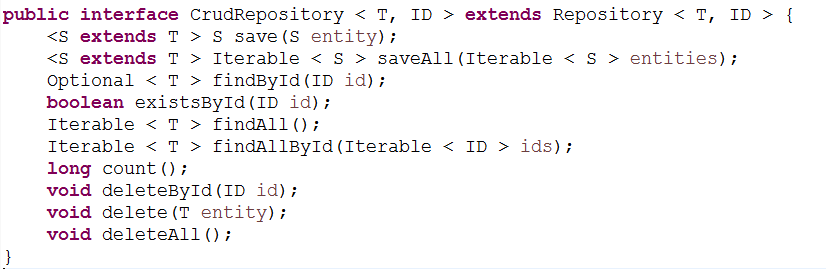 public interface CrudRepository < T, ID > extends Repository < T, ID > {
    <S extends T > S save(S entity);
    <S extends T > Iterable < S > saveAll(Iterable < S > entities);
    Optional < T > findById(ID id);
    boolean existsById(ID id);
    Iterable < T > findAll();
    Iterable < T > findAllById(Iterable < ID > ids);
    long count();
    void deleteById(ID id);
    void delete(T entity);
    void deleteAll();
}